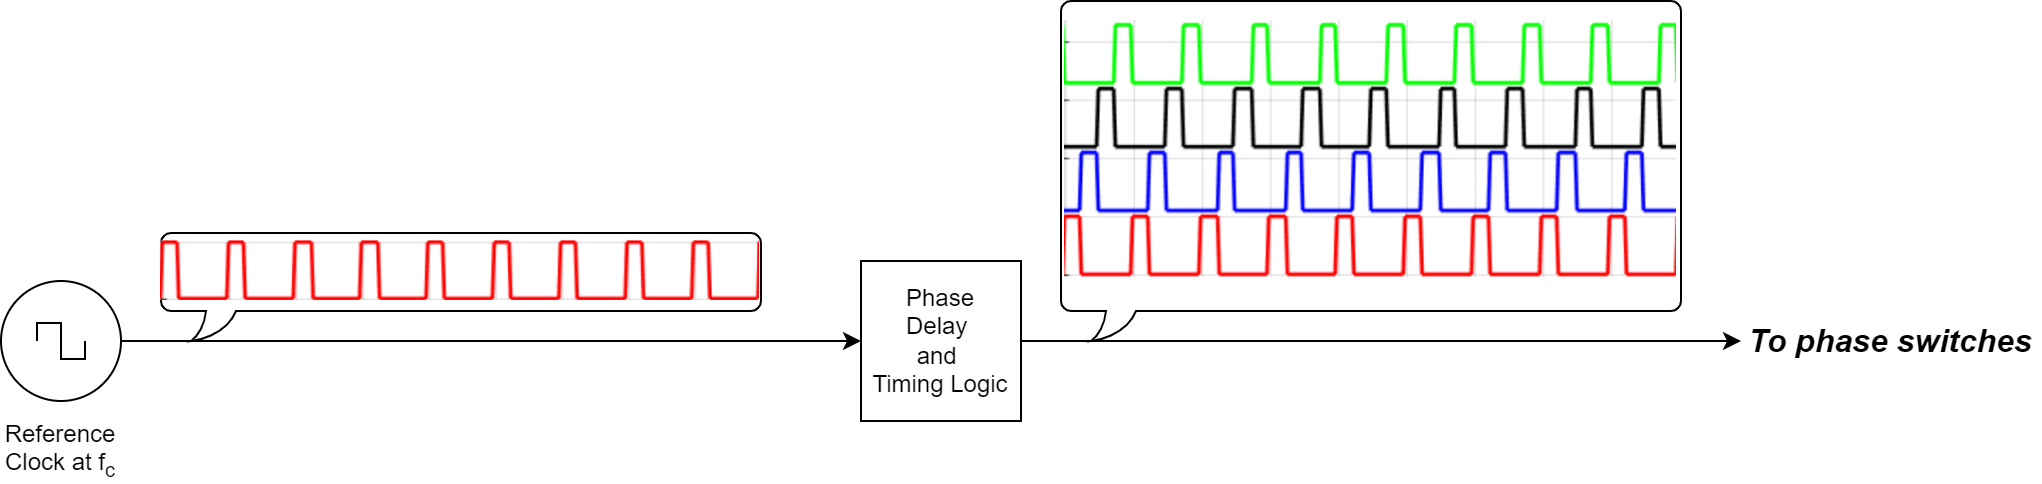 Reference
Clock at fc
Phase
Delay
and
Timing Logic
To phase switches